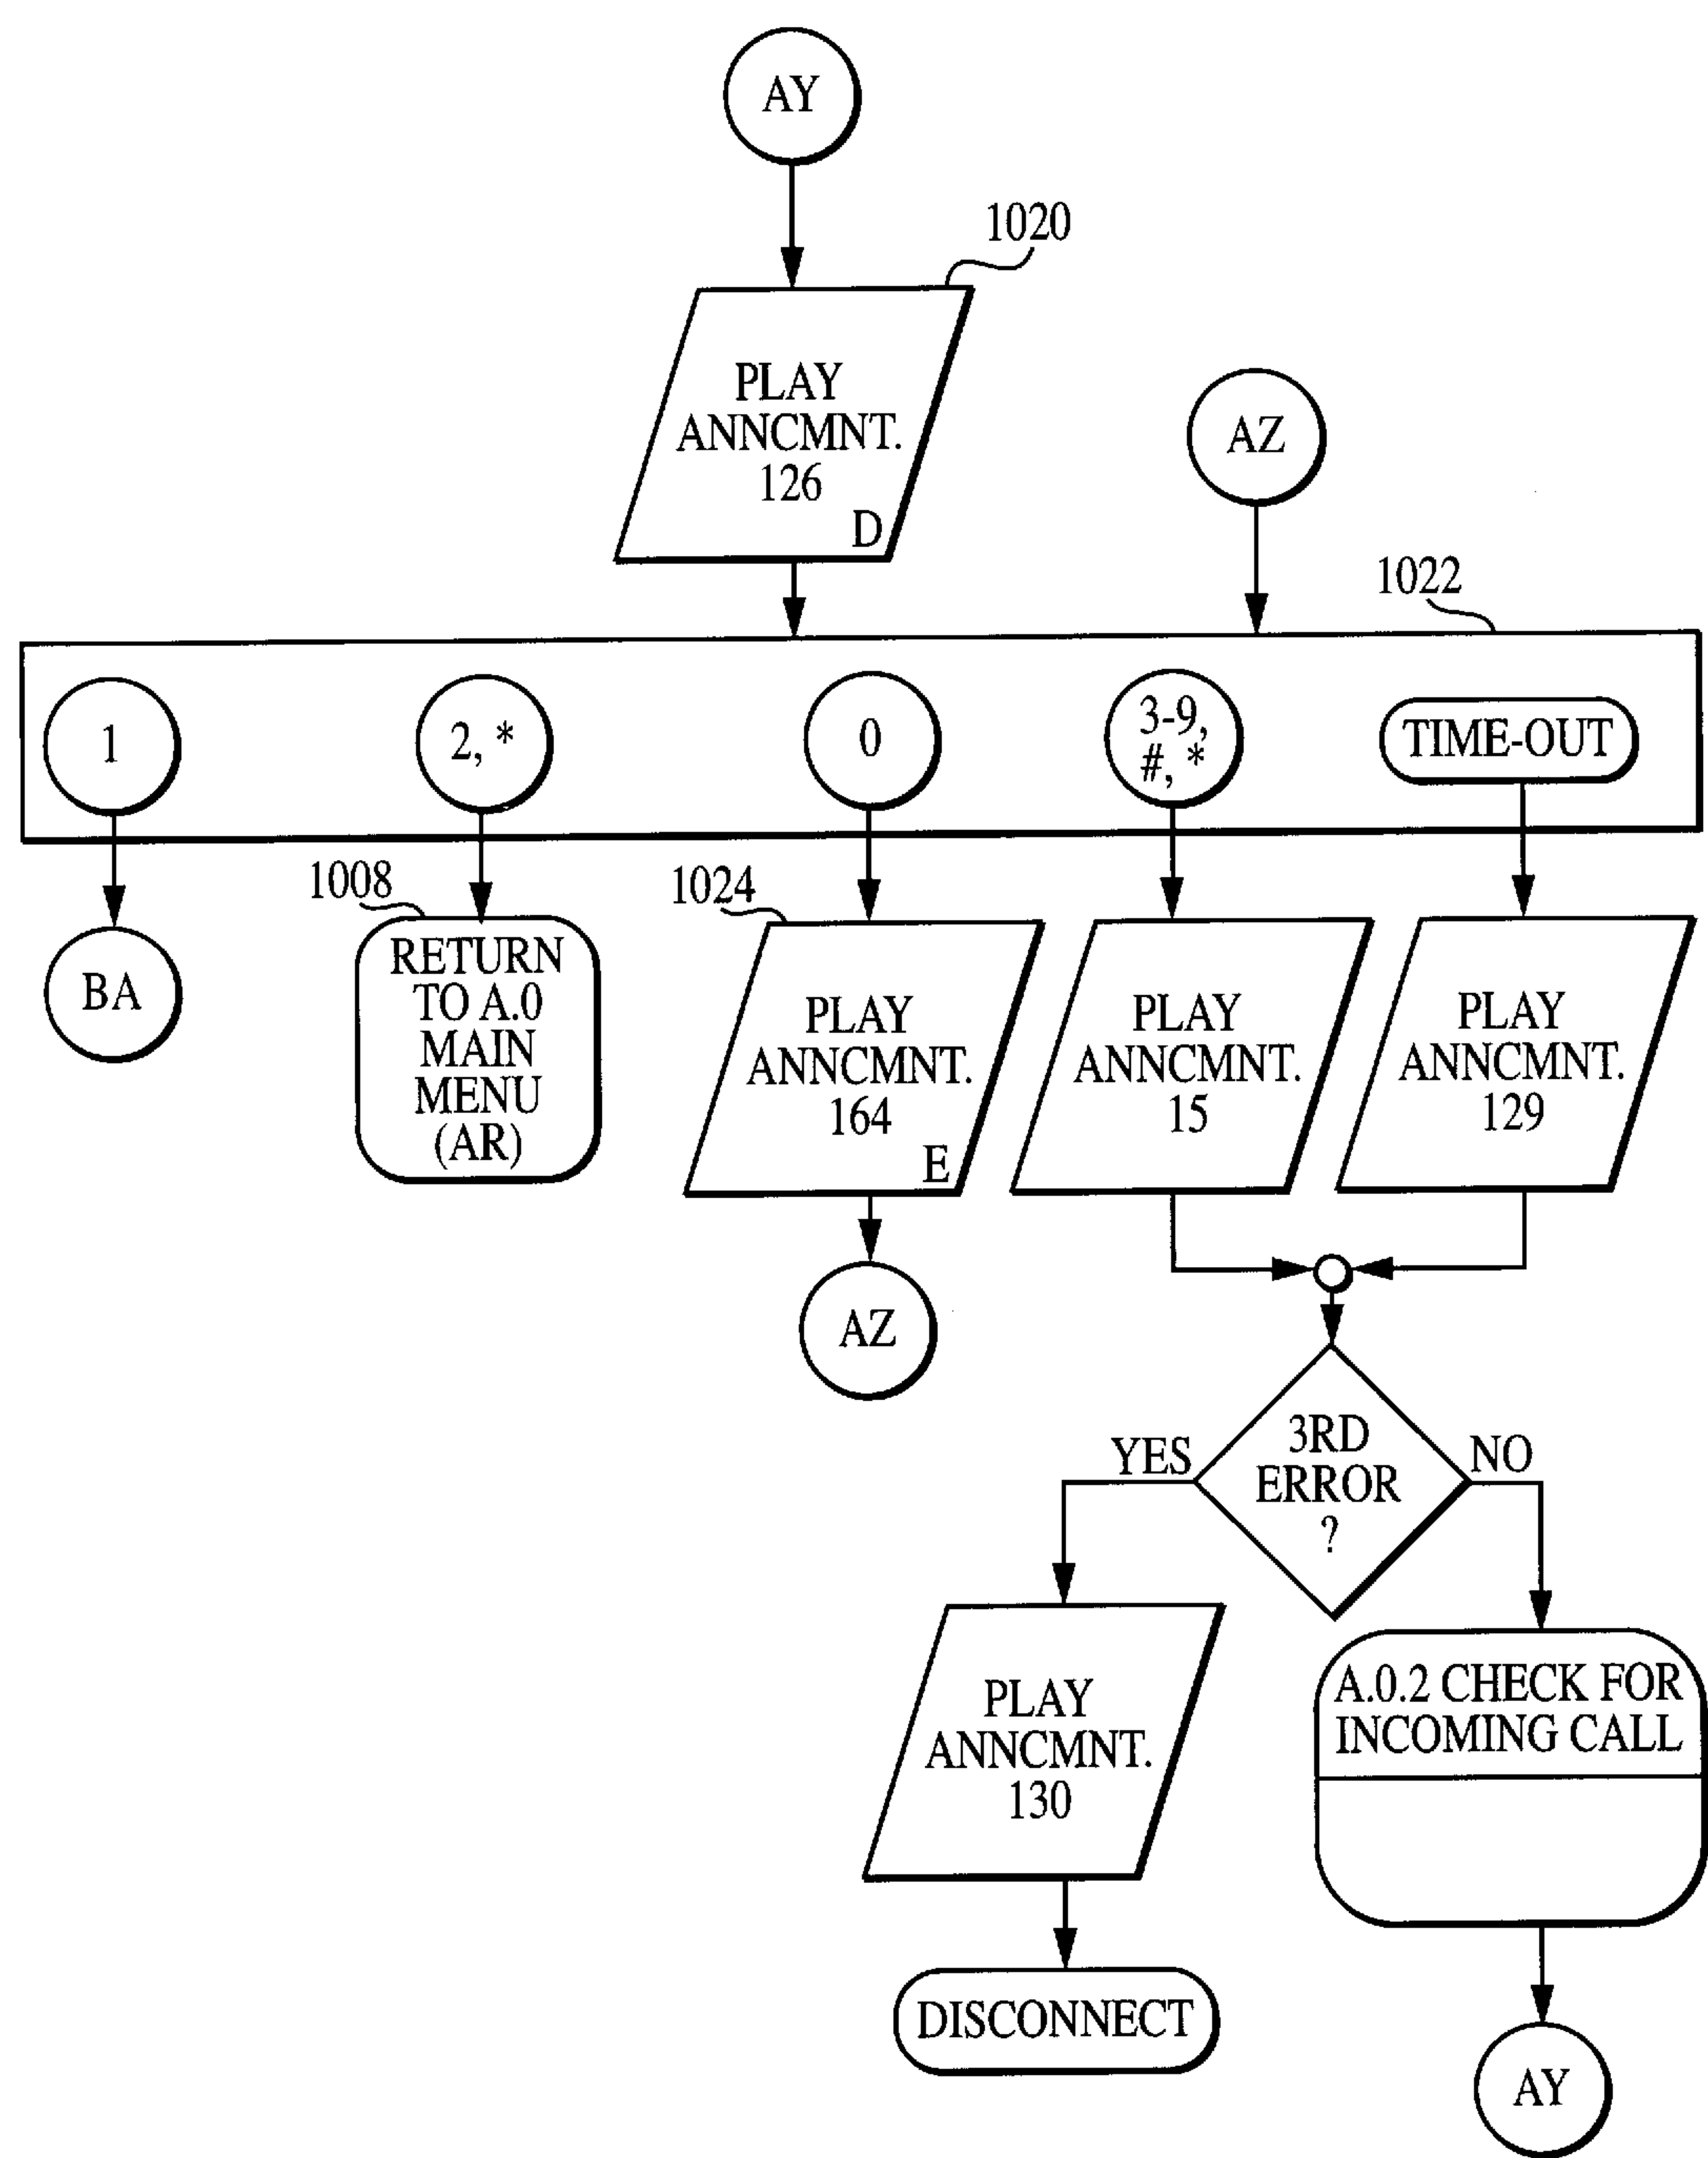 AY
1020
PLAY
ANNCMNT.
126
D
AZ
1022
1
2, *
0
3-9,
#, *
TIME-OUT
BA
1008
RETURN
TO A.0
MAIN
MENU
(AR)
1024
PLAY
ANNCMNT.
164
E
PLAY
ANNCMNT.
15
PLAY
ANNCMNT.
129
AZ
3RD
ERROR
?
YES
NO
PLAY
ANNCMNT.
130
A.0.2 CHECK FOR
INCOMING CALL
DISCONNECT
AY